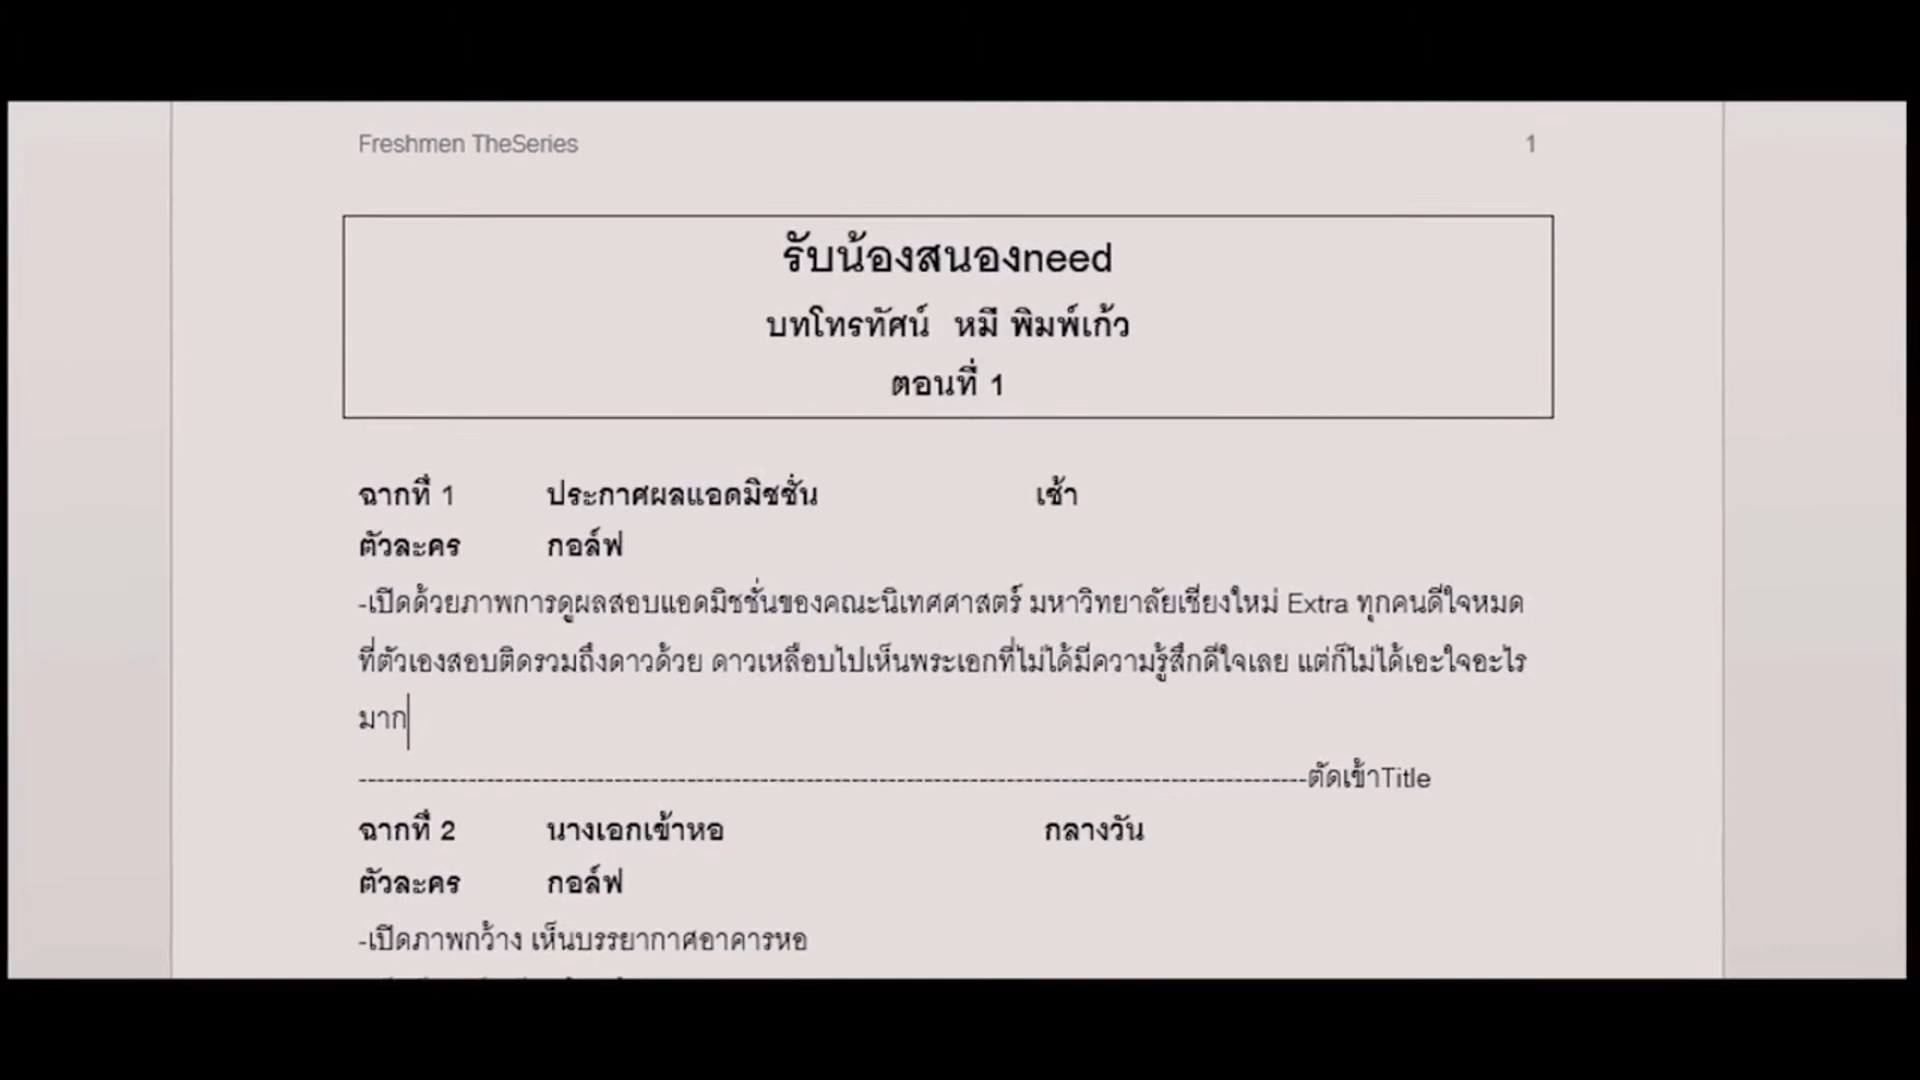 Freshmen TheSeries 1
รับน้องสนองneed
บทโทรทัศน์ หมี พิมพ์เก้ว
ตอนที่ 1
ฉากที่ 1 ประกาศผลแอดมิชชั่น เช้า
ตัวละคร กอล์ฟ
-เปิดด้วยภาพการดูผลสอบแอดมิชชั่นของคณะนิเทศศาสตร์ มหาวิทยาลัยเชียงใหม่ Extra ทุกคนดีใจหมด
ที่ตัวเองสอบติดรวมถึงดาวด้วย ดาวเหลือบไปเห็นพระเอกที่ไม่ได้มีความรู้สึกดีใจเลย แต่ก็ไม่ได้เอะใจอะไร
มาก
--------------------------------------------------------------------------------------------------------ตัดเข้าTitle
ฉากที่ 2 นางเอกเข้าหอ กลางวัน
ตัวละคร กอล์ฟ
-เปิดภาพกว้าง เห็นบรรยากาศอาคารหอ